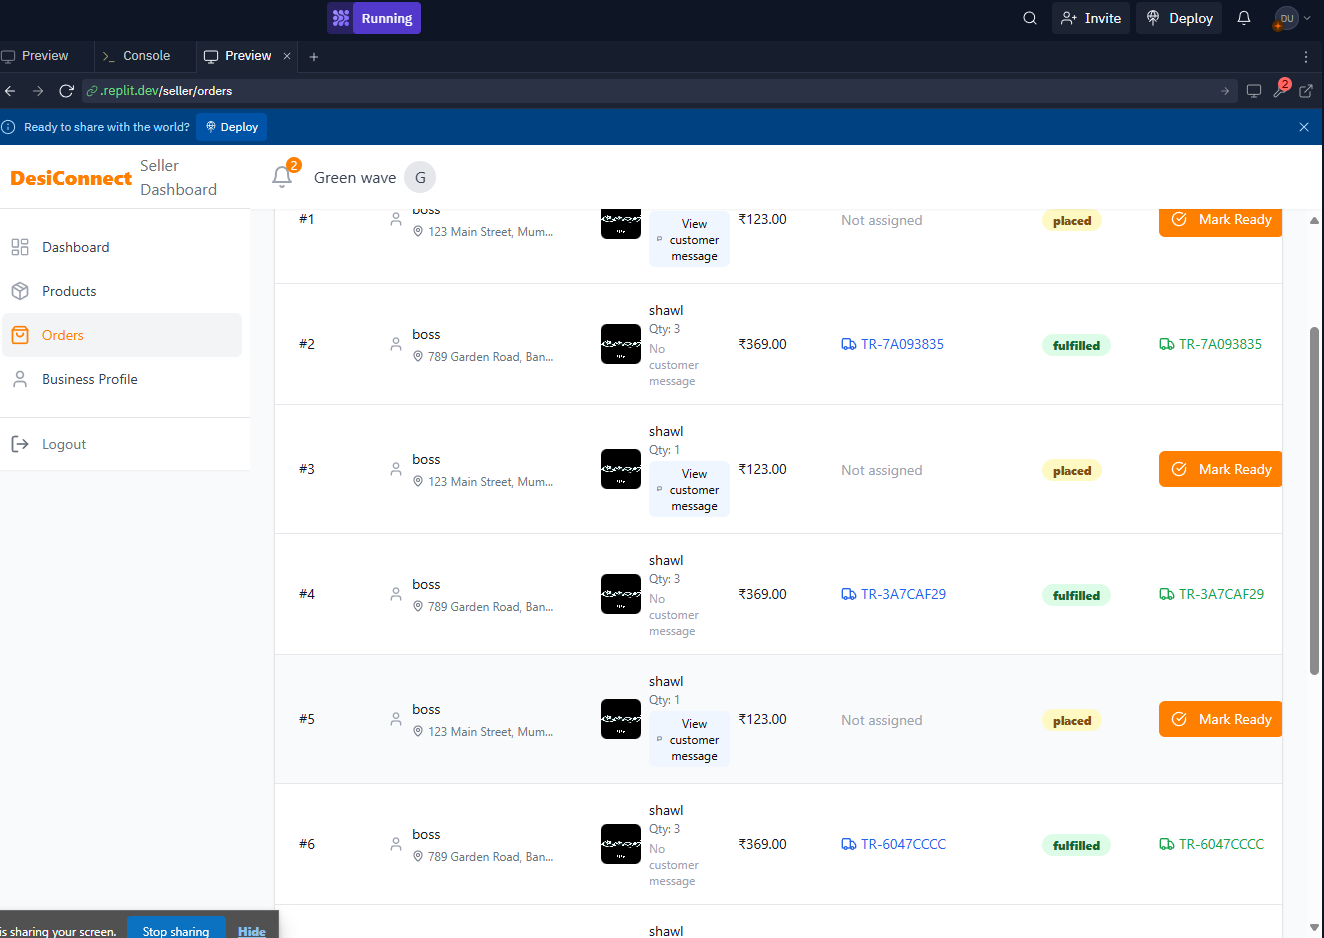 Running
Invite
Deploy
DU
Preview
Console
Preview
.replit.dev/seller/orders
2
Ready to share with the world?
Deploy
DesiConnect
Seller
Dashboard
2
Green wave
G
Dashboard
Products
Orders
Business Profile
Logout
#1
boss
123 Main Street, Mum...
View
customer
message
₹123.00
Not assigned
placed
Mark Ready
#2
boss
789 Garden Road, Ban...
shawl
Qty: 3
No
customer
message
₹369.00
TR-7A093835
fulfilled
TR-7A093835
#3
boss
123 Main Street, Mum...
shawl
Qty: 1
View
customer
message
₹123.00
Not assigned
placed
Mark Ready
#4
boss
789 Garden Road, Ban...
shawl
Qty: 3
No
customer
message
₹369.00
TR-3A7CAF29
fulfilled
TR-3A7CAF29
#5
boss
123 Main Street, Mum...
shawl
Qty: 1
View
customer
message
₹123.00
Not assigned
placed
Mark Ready
#6
boss
789 Garden Road, Ban...
shawl
Qty: 3
No
customer
message
₹369.00
TR-6047CCCC
fulfilled
TR-6047CCCC
shawl
is sharing your screen.
Stop sharing
Hide